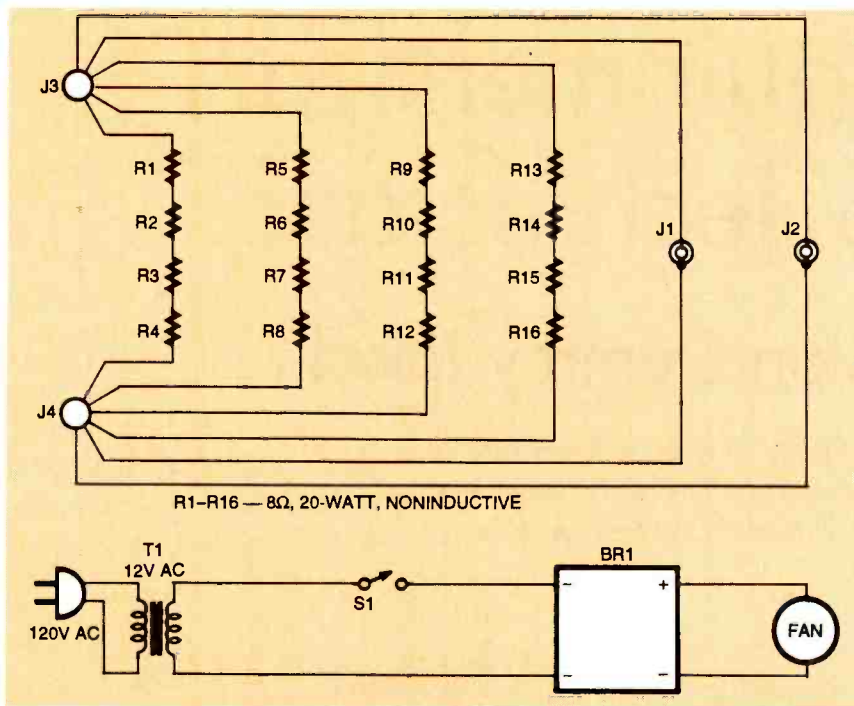 J3
R1
R5
R9
R13
R2
R6
R10
R14
J1
J2
R3
R7
R11
R15
R4
R8
R12
R16
J4
R1–R16 — 8Ω, 20-WATT, NONINDUCTIVE
T1
12V AC
BR1
120V AC
S1
– +
FAN
– –